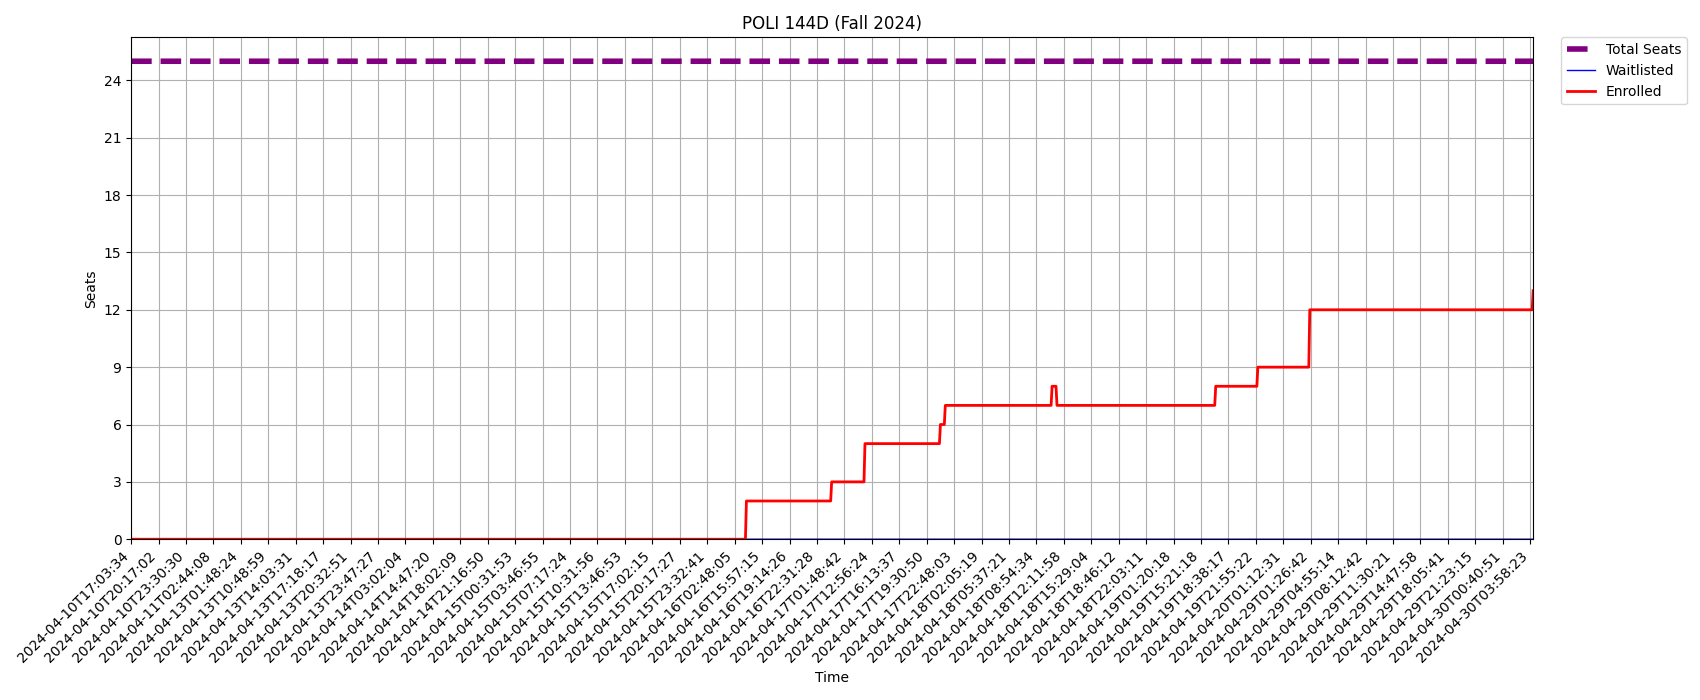 POLI 144D (Fall 2024)
Total Seats
Waitlisted
Enrolled
Seats
24
21
18
15
12
9
6
3
0
2024-04-10T17:03:34
2024-04-10T20:17:02
2024-04-10T23:30:30
2024-04-11T02:44:08
2024-04-13T01:48:24
2024-04-13T10:48:59
2024-04-13T14:03:31
2024-04-13T17:18:17
2024-04-13T20:32:51
2024-04-13T23:47:27
2024-04-14T03:02:04
2024-04-14T14:47:20
2024-04-14T18:02:09
2024-04-14T21:16:50
2024-04-15T00:31:53
2024-04-15T03:46:55
2024-04-15T07:17:24
2024-04-15T10:31:56
2024-04-15T13:46:53
2024-04-15T17:02:15
2024-04-15T20:17:27
2024-04-15T23:32:41
2024-04-16T02:48:05
2024-04-16T15:57:15
2024-04-16T19:14:26
2024-04-16T22:31:28
2024-04-17T01:48:42
2024-04-17T12:56:24
2024-04-17T16:13:37
2024-04-17T19:30:50
2024-04-17T22:48:03
2024-04-18T02:05:19
2024-04-18T05:37:21
2024-04-18T08:54:34
2024-04-18T12:11:58
2024-04-18T15:29:04
2024-04-18T18:46:12
2024-04-18T22:03:11
2024-04-19T01:20:18
2024-04-19T15:21:18
2024-04-19T18:38:17
2024-04-19T21:55:22
2024-04-20T01:12:31
2024-04-29T01:26:42
2024-04-29T04:55:14
2024-04-29T08:12:42
2024-04-29T11:30:21
2024-04-29T14:47:58
2024-04-29T18:05:41
2024-04-29T21:23:15
2024-04-30T00:40:51
2024-04-30T03:58:23
Time